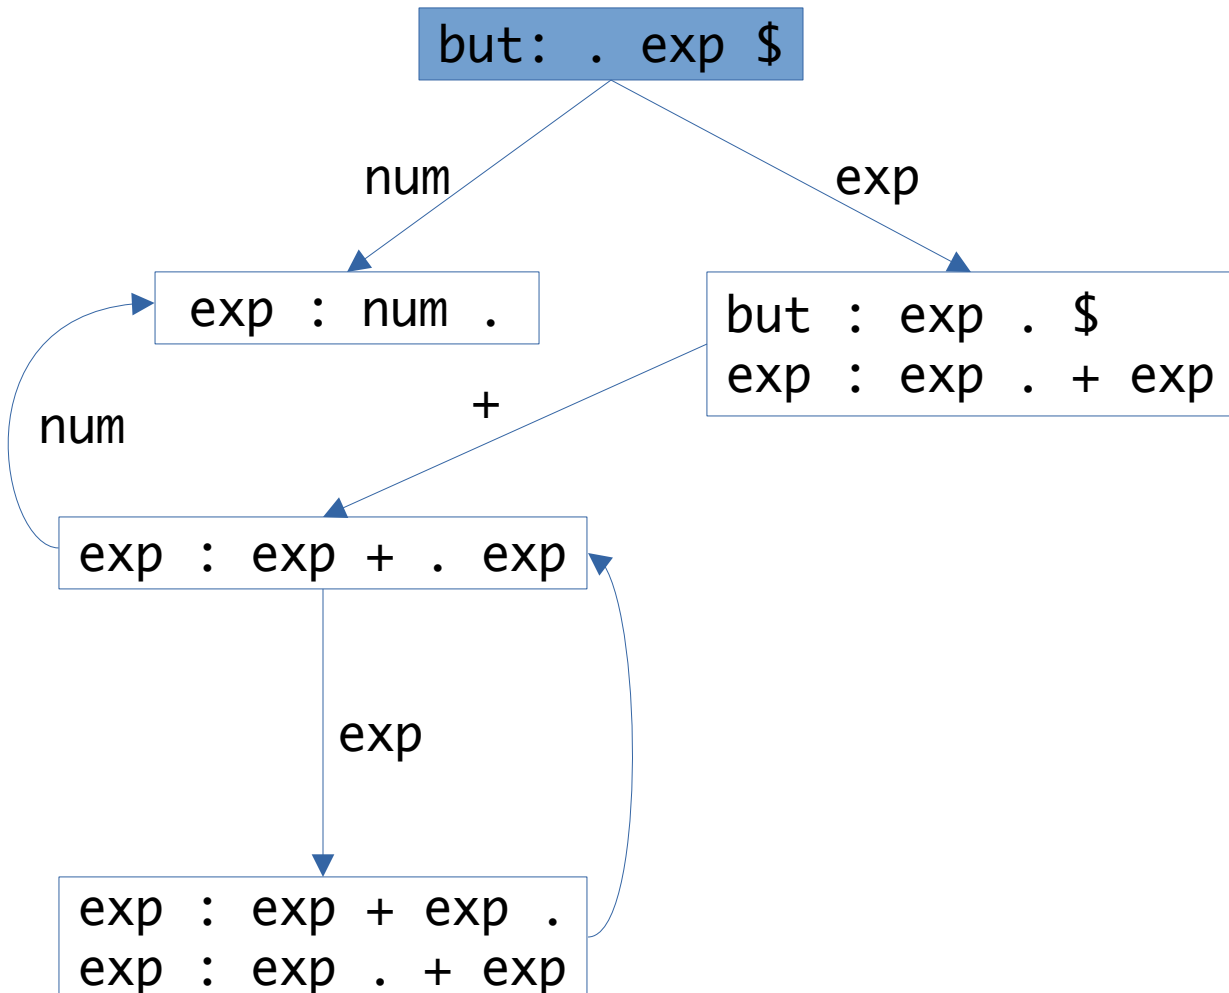 but: . exp $
num
exp
exp : num .
but : exp . $
exp : exp . + exp
+
num
exp : exp + . exp
exp
exp : exp + exp .
exp : exp . + exp